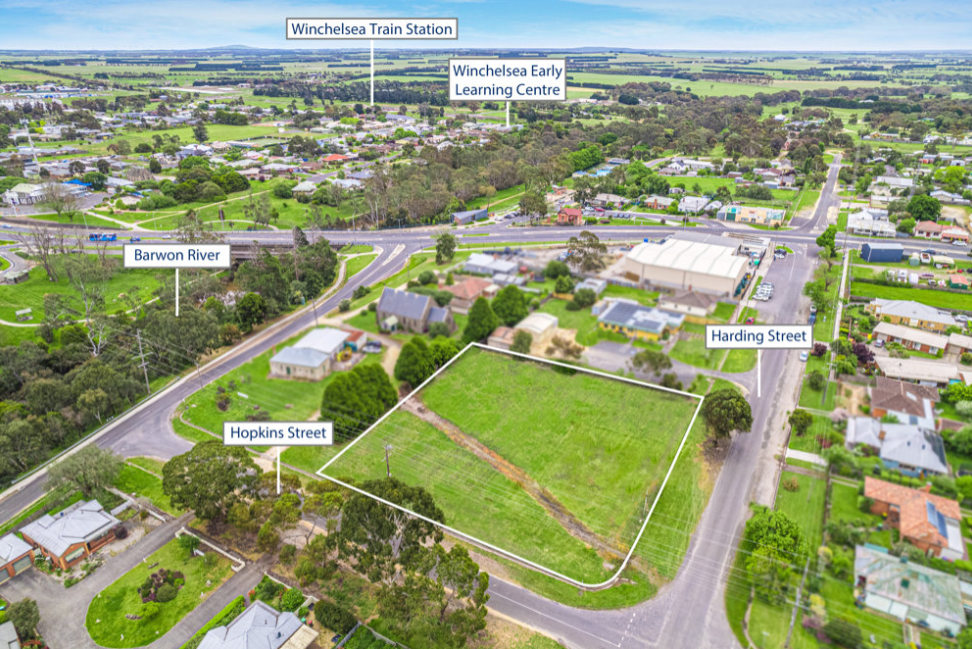 Winchelsea Train Station
Winchelsea Early
Learning Centre
Barwon River
Harding Street
Hopkins Street